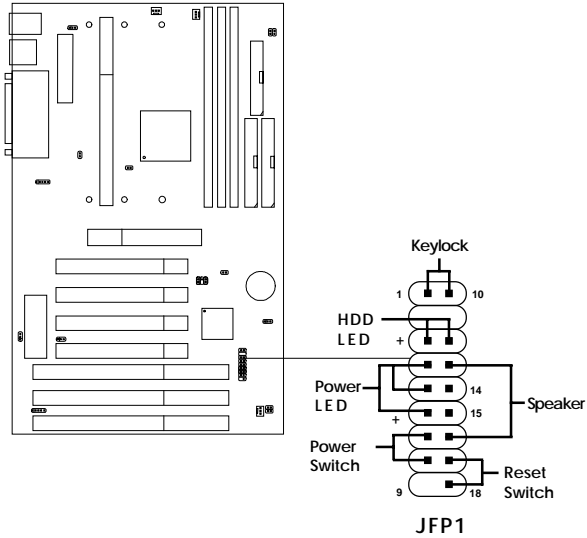 Keylock
1 10
HDD
LED +
14
Power
LED
15
+
Speaker
Power
Switch
Reset
Switch
9 18
JFP1